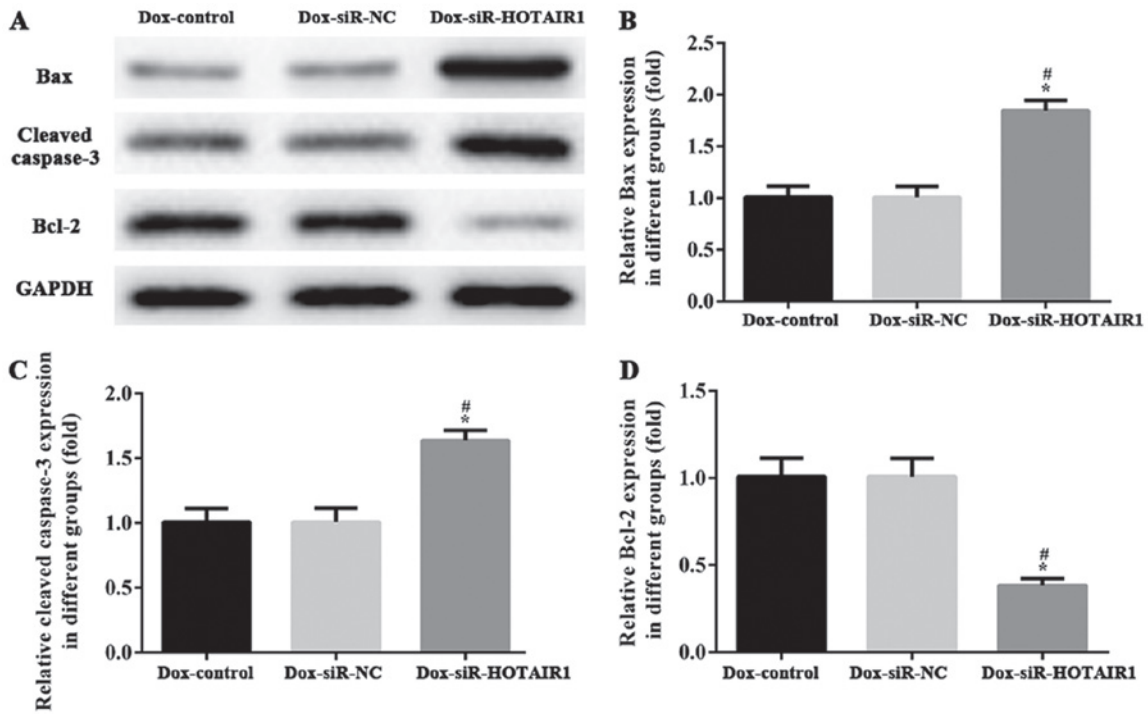 A
Dox-control Dox-siR-NC Dox-siR-HOTAIR1
Bax
Cleaved
caspase-3
Bcl-2
GAPDH
B
Relative Bax expression
in different groups (fold)
2.5
2.0
1.5
1.0
0.5
0.0
#
*
Dox-control Dox-siR-NC Dox-siR-HOTAIR1
C
Relative cleaved caspase-3 expression
in different groups (fold)
2.0
1.5
1.0
0.5
0.0
#
*
Dox-control Dox-siR-NC Dox-siR-HOTAIR1
D
Relative Bcl-2 expression
in different groups (fold)
1.5
1.0
0.5
0.0
#
*
Dox-control Dox-siR-NC Dox-siR-HOTAIR1